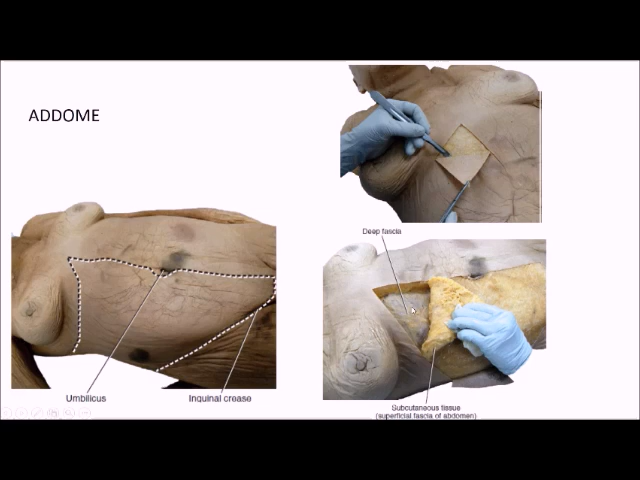 ADDOME
Deep fascia
Umbilicus
Inguinal crease
Subcutaneous tissue
(superficial fascia of abdomen)